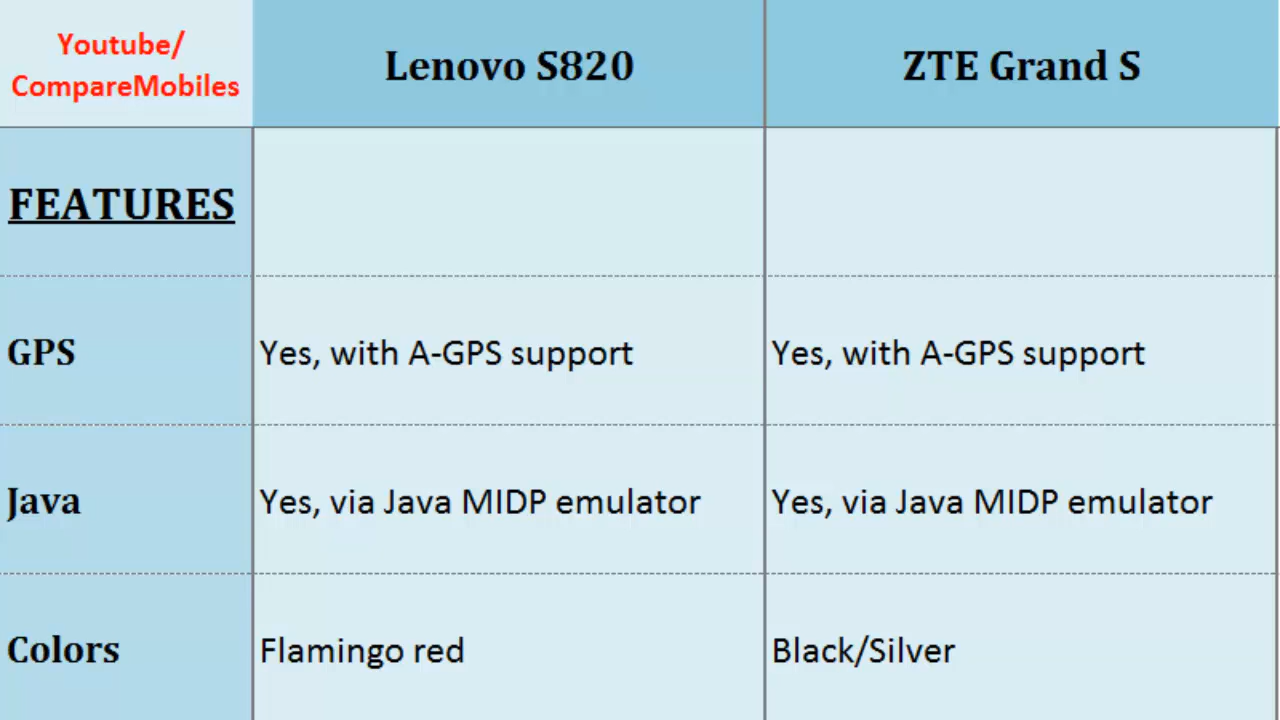 Youtube/
CompareMobiles
Lenovo S820
ZTE Grand S
FEATURES
GPS
Yes, with A-GPS support
Yes, with A-GPS support
Java
Yes, via Java MIDP emulator
Yes, via Java MIDP emulator
Colors
Flamingo red
Black/Silver